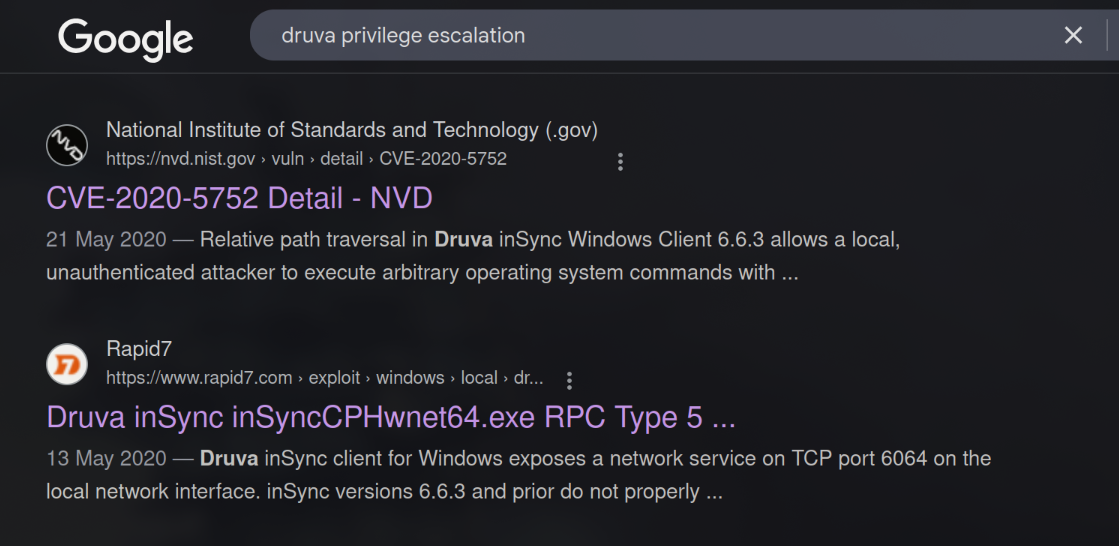 Google
druva privilege escalation
National Institute of Standards and Technology (.gov)
https://nvd.nist.gov › vuln › detail › CVE-2020-5752
CVE-2020-5752 Detail - NVD
21 May 2020 — Relative path traversal in Druva inSync Windows Client 6.6.3 allows a local,
unauthenticated attacker to execute arbitrary operating system commands with ...
Rapid7
https://www.rapid7.com › exploit › windows › local › dr...
Druva inSync inSyncCPHwnet64.exe RPC Type 5 ...
13 May 2020 — Druva inSync client for Windows exposes a network service on TCP port 6064 on the
local network interface. inSync versions 6.6.3 and prior do not properly ...